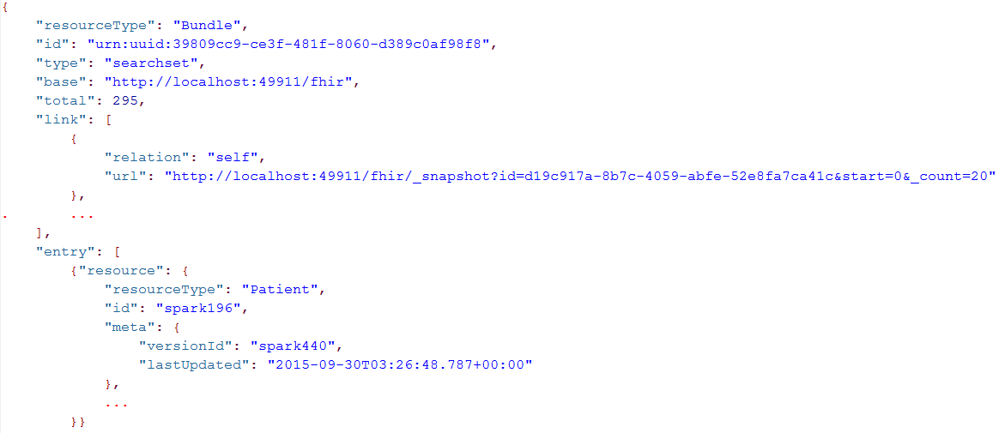 {
    "resourceType": "Bundle",
    "id": "urn:uuid:39809cc9-ce3f-481f-8060-d389c0af98f8",
    "type": "searchset",
    "base": "http://localhost:49911/fhir",
    "total": 295,
    "link": [
        {
            "relation": "self",
            "url": "http://localhost:49911/fhir/_snapshot?id=d19c917a-8b7c-4059-abfe-52e8fa7ca41c&start=0&_count=20"
        },
.       ...
    ],
    "entry": [
        {"resource": {
            "resourceType": "Patient",
            "id": "spark196",
            "meta": {
                "versionId": "spark440",
                "lastUpdated": "2015-09-30T03:26:48.787+00:00"
            },
            ...
        }}